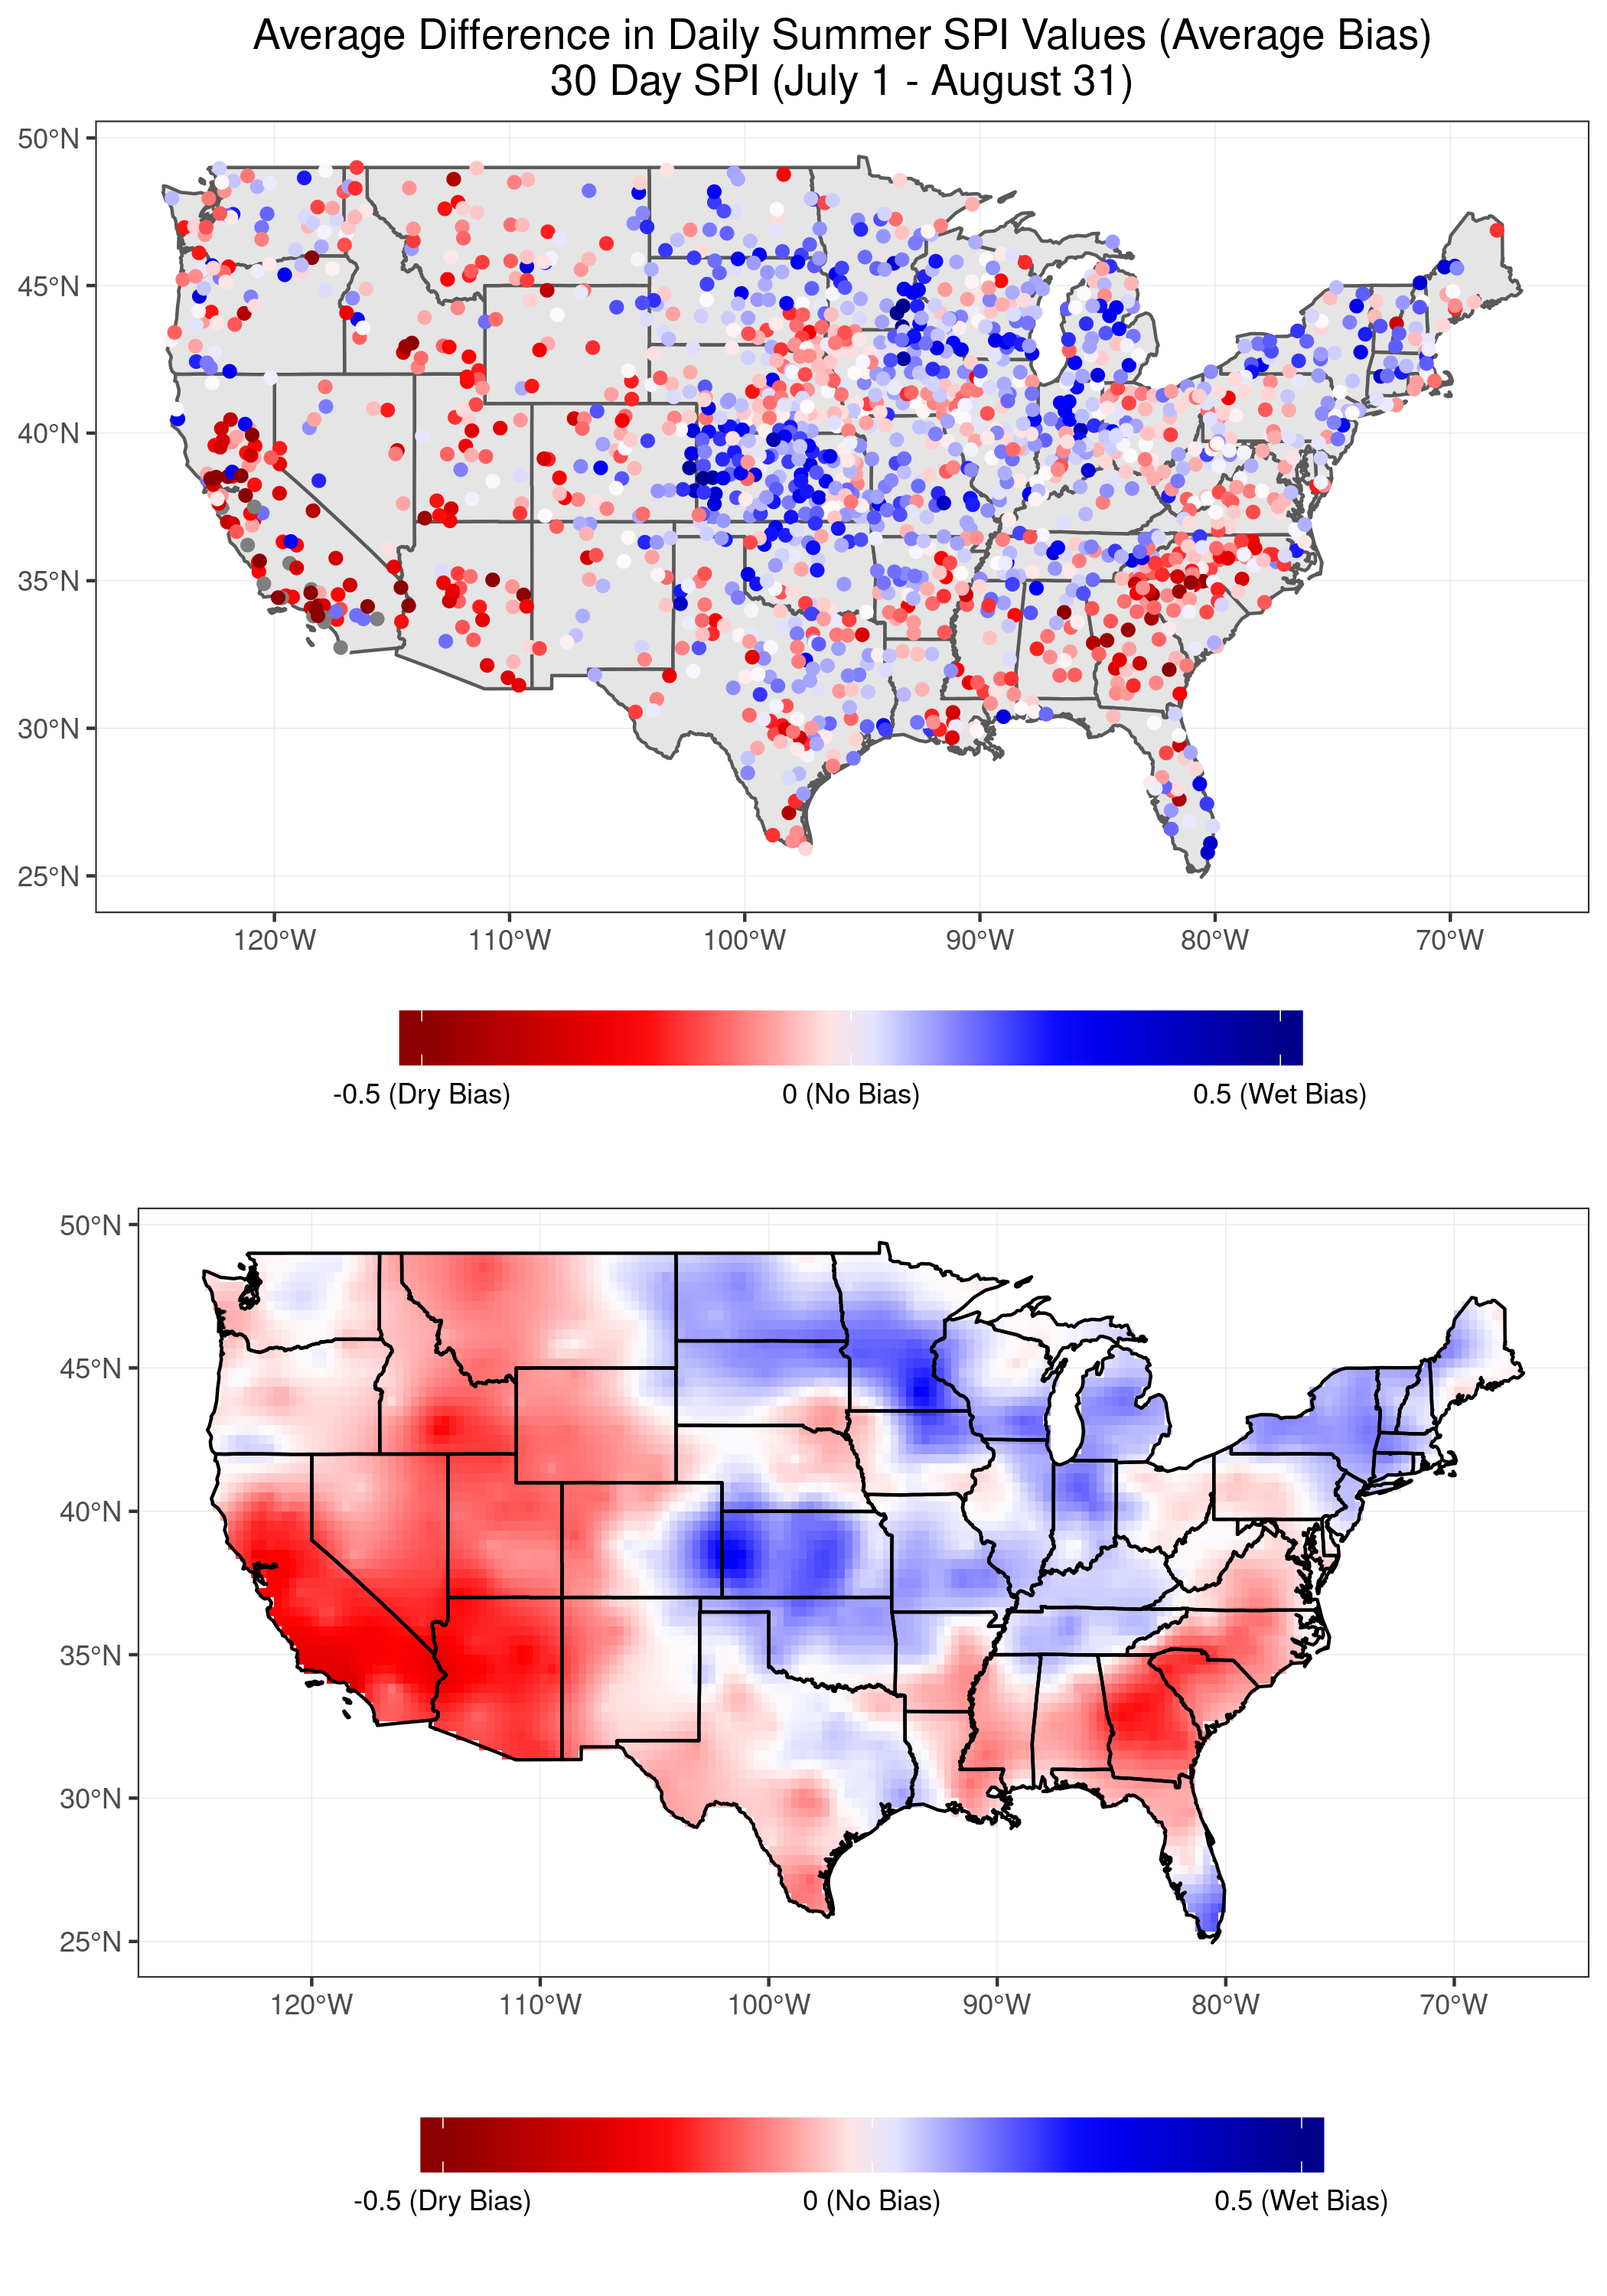 Average Difference in Daily Summer SPI Values (Average Bias)
30 Day SPI (July 1 - August 31)
50°N
45°N
40°N
35°N
30°N
25°N
120°W 110°W 100°W 90°W 80°W 70°W
-0.5 (Dry Bias) 0 (No Bias) 0.5 (Wet Bias)
50°N
45°N
40°N
35°N
30°N
25°N
120°W 110°W 100°W 90°W 80°W 70°W
-0.5 (Dry Bias) 0 (No Bias) 0.5 (Wet Bias)